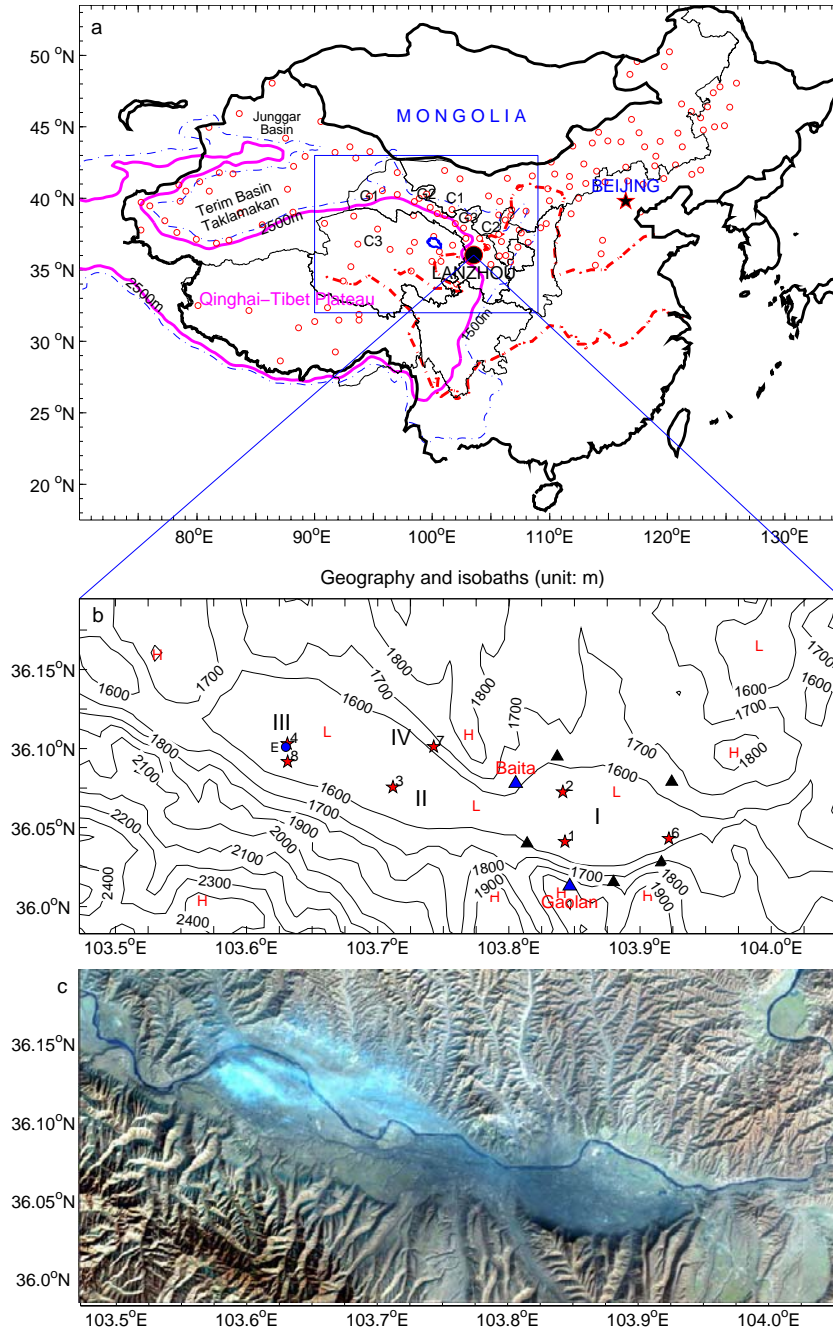 a
50 °N
45 °N
40 °N
35 °N
30 °N
25 °N
20 °N
MONGOLIA
Junggar
Basin
Terim Basin
Taklamakan
BEIJING
G1
G2
C1
G3
C2
C3
2500m
LANZHOU
2500m
Qinghai−Tibet Plateau
1500m
80°E 90°E 100°E 110°E 120°E 130°E
Geography and isobaths (unit: m)
b
36.15°N
36.10°N
36.05°N
36.0°N
H
L
1800
1700
1600
1700
1800
1700
1600
1700
1600
1700
1600
III
4
E
8
L
IV
7
H
1700
1800
H
1800
2100
Baita
1600
3
II
L
2
L
I
1
6
1600
1700
1900
2000
2100
2200
2300
2400
H
2400
1800
1900
H
H
Gaolan
1700
1800
1900
H
103.5°E 103.6°E 103.7°E 103.8°E 103.9°E 104.0°E
c
36.15°N
36.10°N
36.05°N
36.0°N
103.5°E 103.6°E 103.7°E 103.8°E 103.9°E 104.0°E